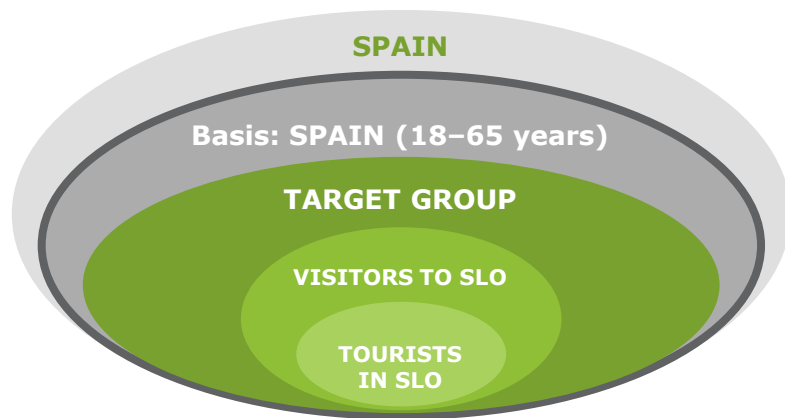 SPAIN
Basis: SPAIN (18–65 years)
TARGET GROUP
VISITORS TO SLO
TOURISTS
IN SLO